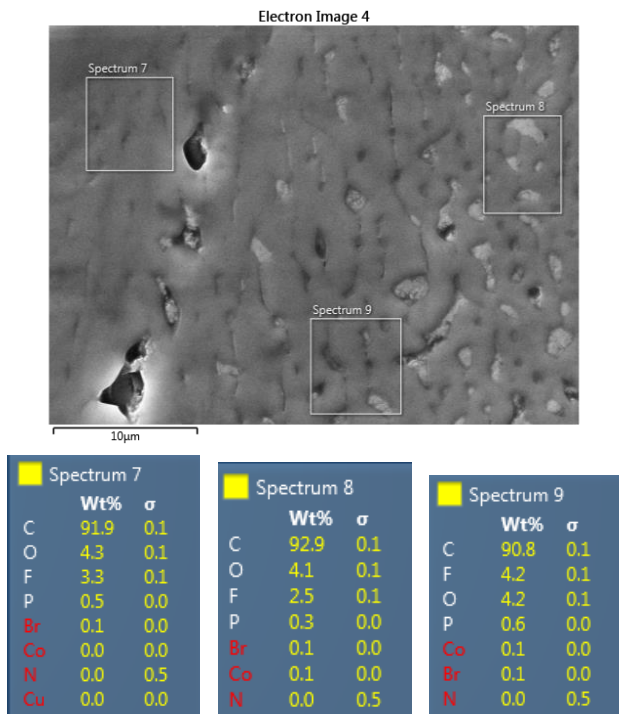 Electron Image 4
Spectrum 7
Spectrum 8
Spectrum 9
10µm
Spectrum 7
Wt% σ
C 91.9 0.1
O 4.3 0.1
F 3.3 0.1
P 0.5 0.0
Br 0.1 0.0
Co 0.0 0.0
N 0.0 0.5
Cu 0.0 0.0
Spectrum 8
Wt% σ
C 92.9 0.1
O 4.1 0.1
F 2.5 0.1
P 0.3 0.0
Br 0.1 0.0
Co 0.1 0.0
N 0.0 0.5
Spectrum 9
Wt% σ
C 90.8 0.1
F 4.2 0.1
O 4.2 0.1
P 0.6 0.0
Co 0.1 0.0
Br 0.1 0.0
N 0.0 0.5